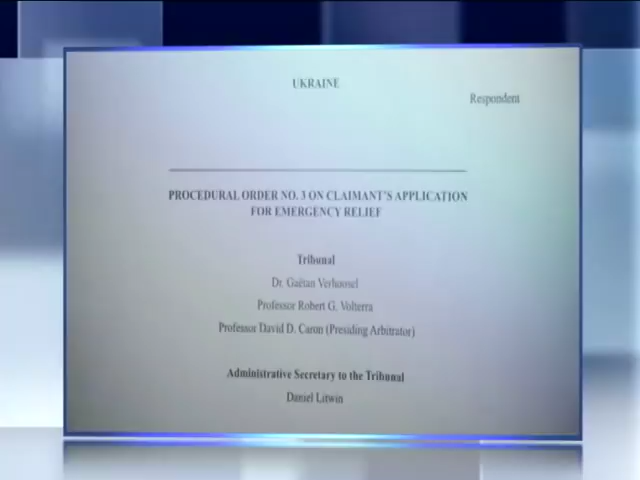 UKRAINE
Respondent
PROCEDURAL ORDER NO. 3 ON CLAIMANT'S APPLICATION
FOR EMERGENCY RELIEF
Tribunal
Dr. Gaëtan Verhoosel
Professor Robert G. Volterra
Professor David D. Caron (Presiding Arbitrator)
Administrative Secretary to the Tribunal
Daniel Litwin